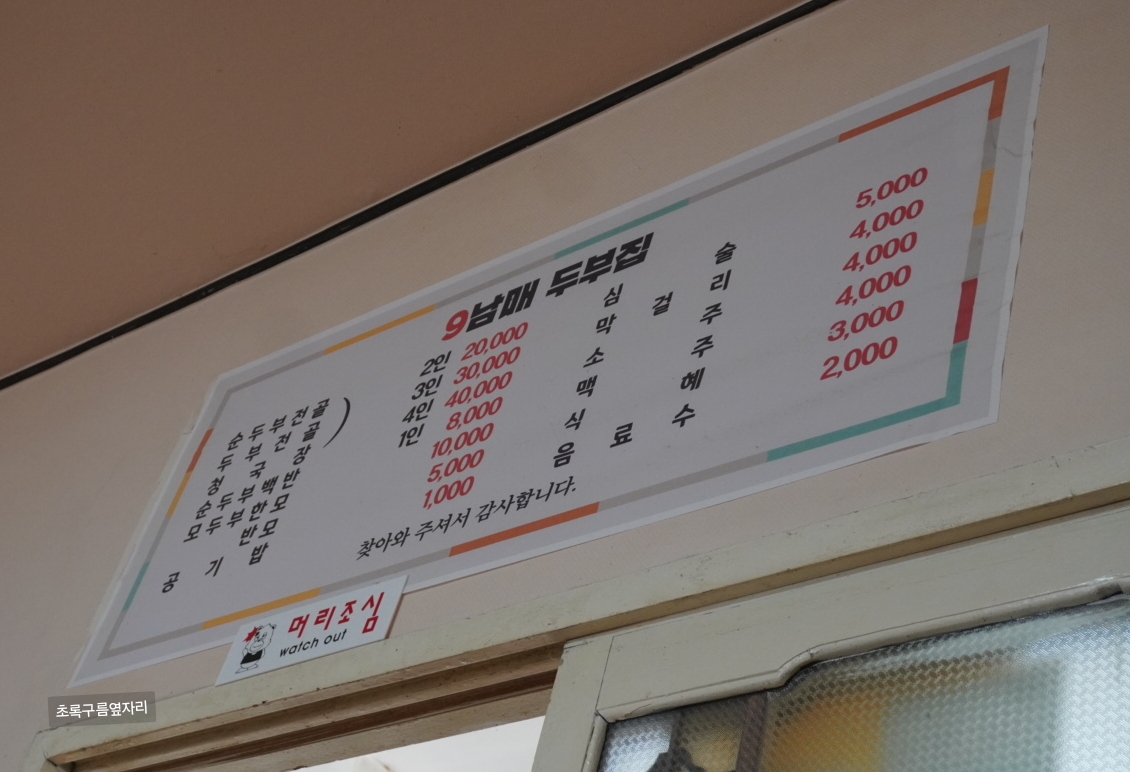 9남매 두부집
순두부전골 2인 20,000
두부전골 ) 3인 30,000
청국장 4인 40,000
순두부백반 1인 8,000
모두부한모 10,000
반모 5,000
공기밥 1,000
심술 5,000
막걸리 4,000
소주 4,000
맥주 4,000
식혜 3,000
음료수 2,000
찾아와 주셔서 감사합니다.
머리조심
watch out
초록구름옆자리